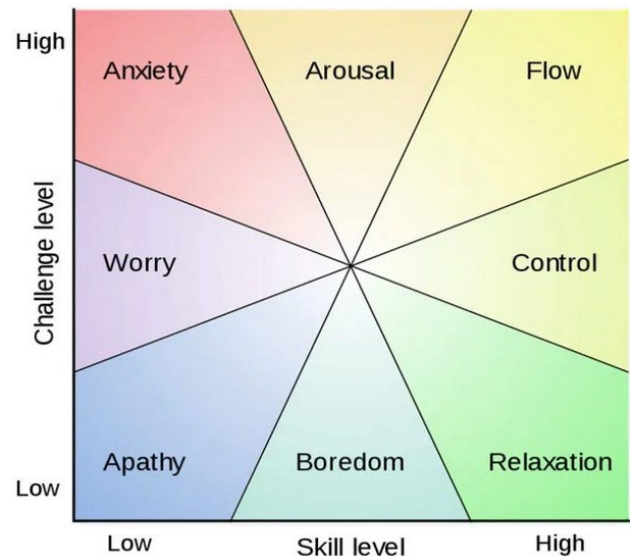 High
Anxiety
Arousal
Flow
Challenge level
Worry
Control
Apathy
Boredom
Relaxation
Low
Low
Skill level
High